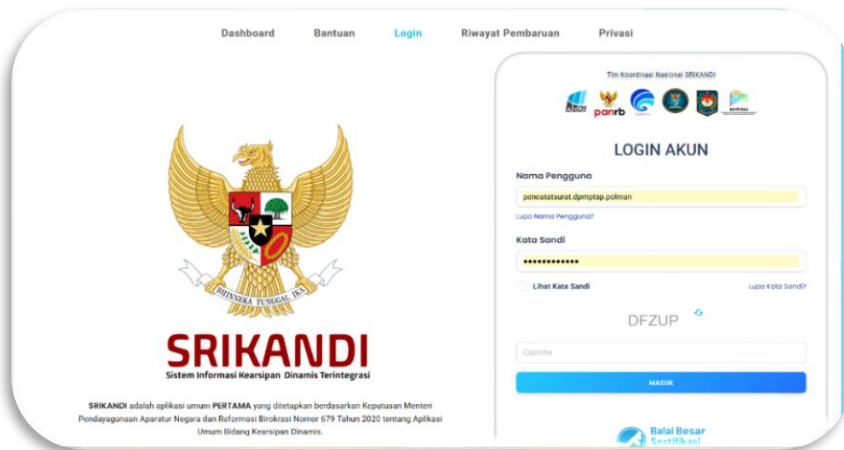 Dashboard Bantuan Login Riwayat Pembaruan Privasi
Tim Koordinasi Nasional SRIKANDI
panrb
LOGIN AKUN
Nama Pengguna
pencatatsurat.dpmptsp.polman
Lupa Nama Pengguna?
Kata Sandi
Lihat Kata Sandi Lupa Kata Sandi?
DFZUP
Captcha
MASUK
Balai Besar
Sertifikasi
BHINNEKA TUNGGAL IKA
SRIKANDI
Sistem Informasi Kearsipan Dinamis Terintegrasi
SRIKANDI adalah aplikasi umum PERTAMA yang ditetapkan berdasarkan Keputusan Menteri
Pendayagunaan Aparatur Negara dan Reformasi Birokrasi Nomor 679 Tahun 2020 tentang Aplikasi
Umum Bidang Kearsipan Dinamis.